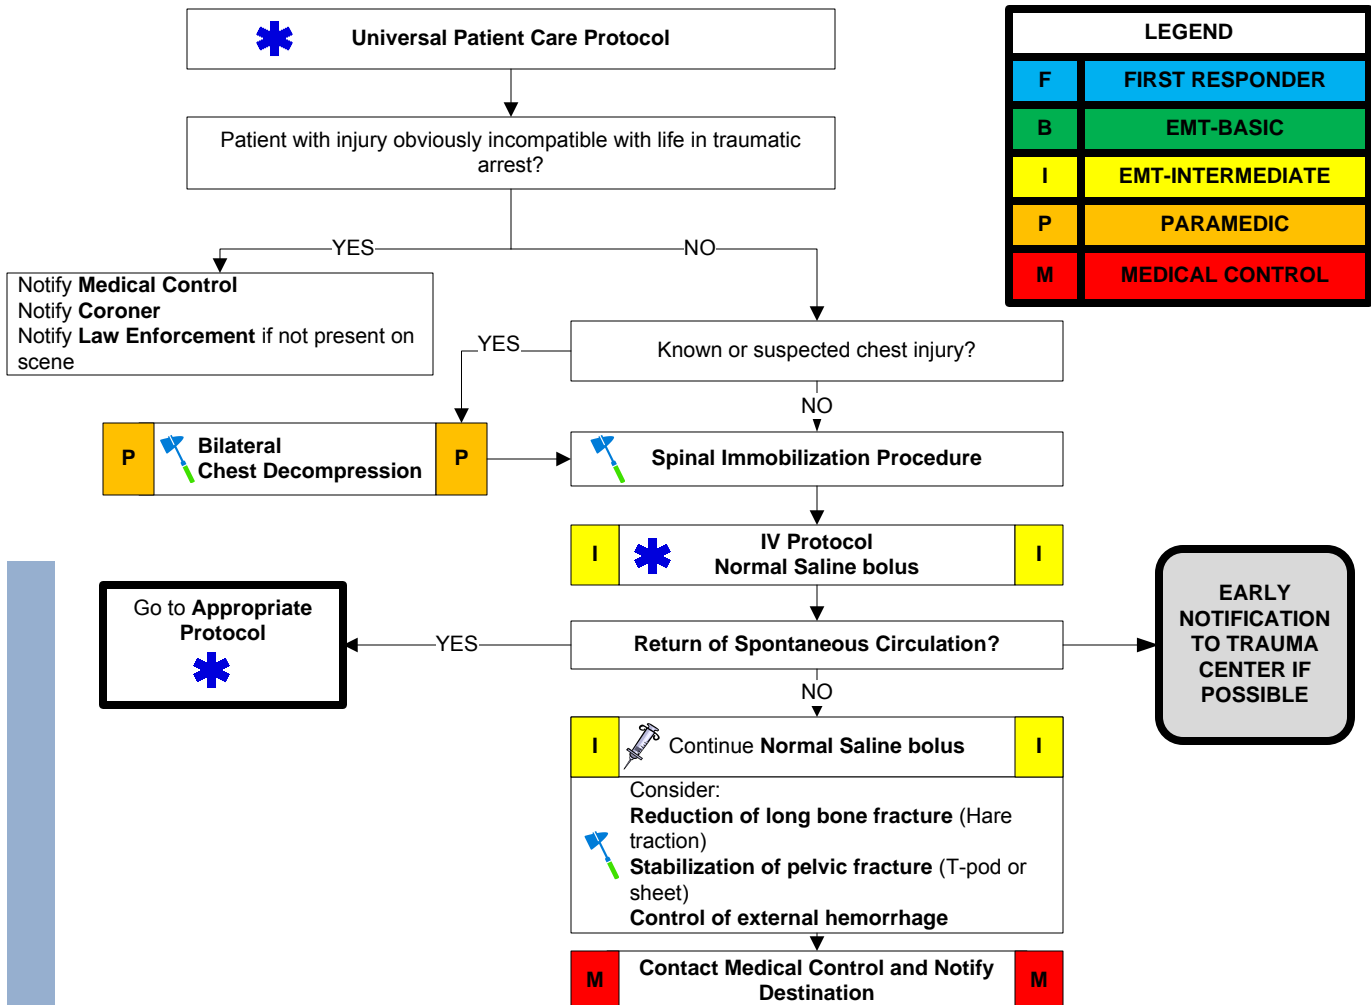 Universal Patient Care Protocol
LEGEND
F FIRST RESPONDER
B EMT-BASIC
I EMT-INTERMEDIATE
P PARAMEDIC
M MEDICAL CONTROL
Patient with injury obviously incompatible with life in traumatic
arrest?
YES
NO
Notify Medical Control
Notify Coroner
Notify Law Enforcement if not present on
scene
YES
Known or suspected chest injury?
NO
P
Bilateral
Chest Decompression
P
Spinal Immobilization Procedure
I
IV Protocol
Normal Saline bolus
I
Go to Appropriate
Protocol
YES
Return of Spontaneous Circulation?
EARLY
NOTIFICATION
TO TRAUMA
CENTER IF
POSSIBLE
NO
I
Continue Normal Saline bolus
I
Consider:
Reduction of long bone fracture (Hare
traction)
Stabilization of pelvic fracture (T-pod or
sheet)
Control of external hemorrhage
M
Contact Medical Control and Notify
Destination
M